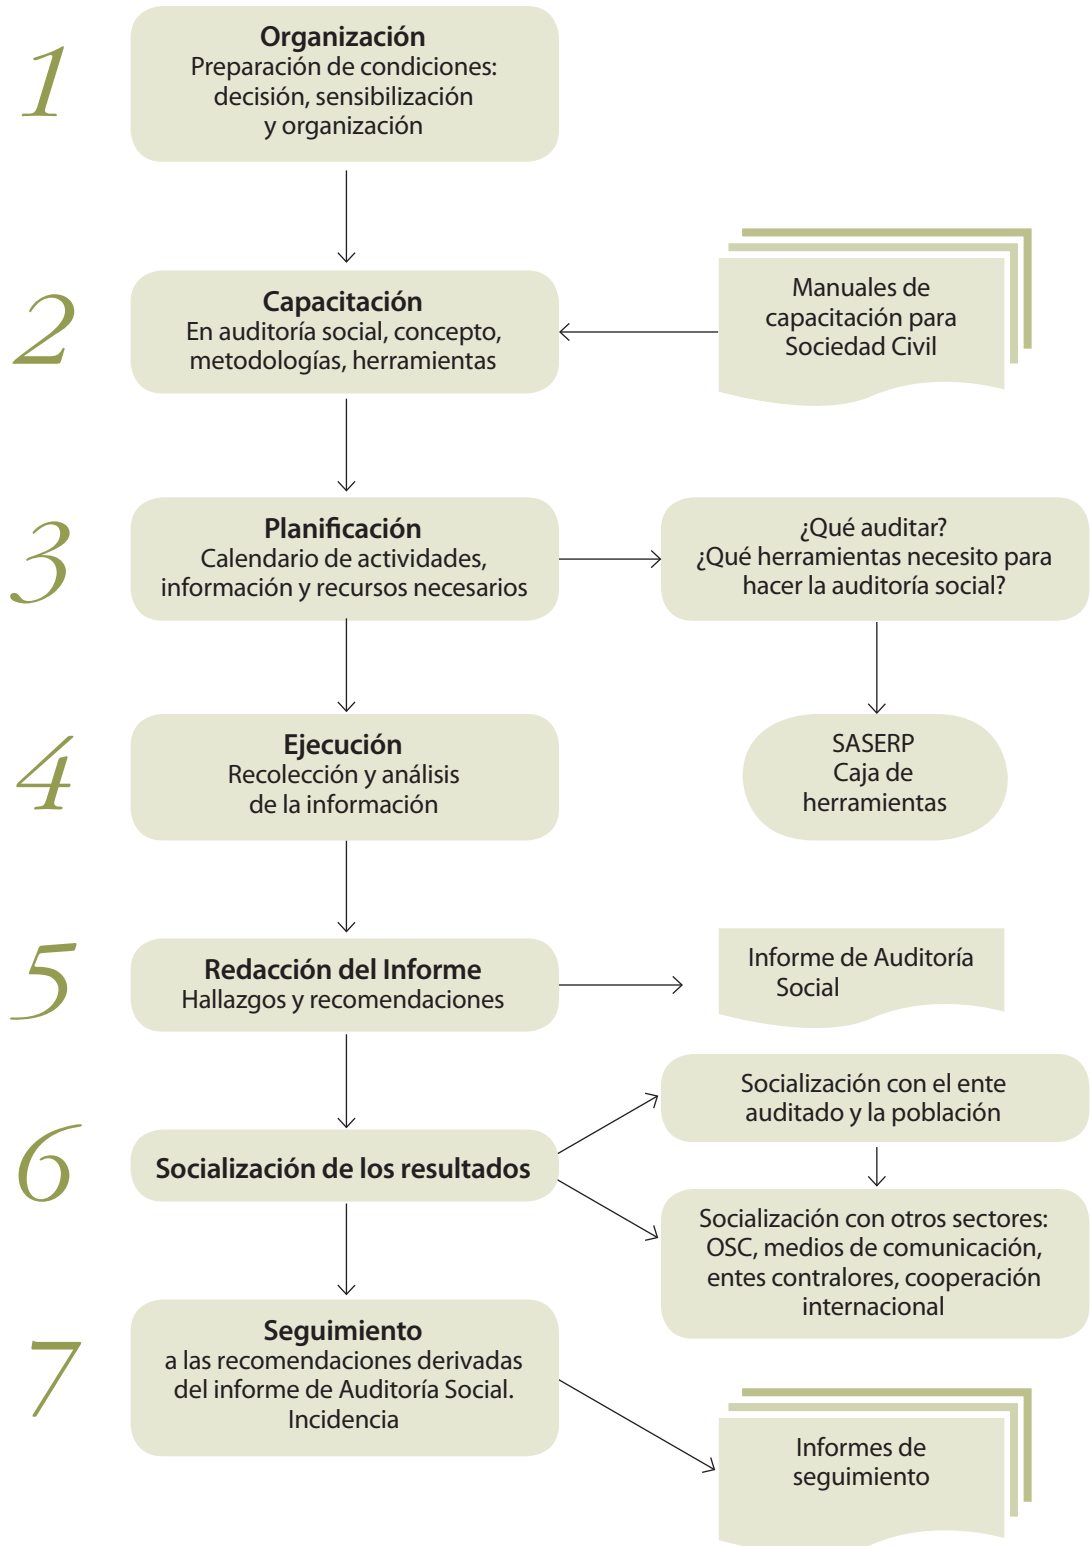 1
Organización
Preparación de condiciones:
decisión, sensibilización
y organización
2
Capacitación
En auditoría social, concepto,
metodologías, herramientas
Manuales de
capacitación para
Sociedad Civil
3
Planificación
Calendario de actividades,
información y recursos necesarios
¿Qué auditar?
¿Qué herramientas necesito para
hacer la auditoría social?
4
Ejecución
Recolección y análisis
de la información
SASERP
Caja de
herramientas
5
Redacción del Informe
Hallazgos y recomendaciones
Informe de Auditoría
Social
6
Socialización de los resultados
Socialización con el ente
auditado y la población
Socialización con otros sectores:
OSC, medios de comunicación,
entes contralores, cooperación
internacional
7
Seguimiento
a las recomendaciones derivadas
del informe de Auditoría Social.
Incidencia
Informes de
seguimiento